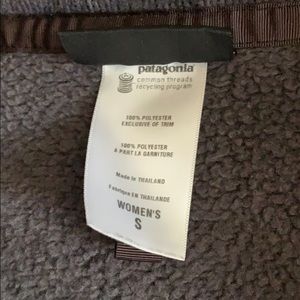 patagonia
common threads
recycling program
100% POLYESTER
EXCLUSIVE OF TRIM
100% POLYESTER
A PART LA GARNITURE
Made in THAILAND
Fabriqué en THAÏLANDE
WOMEN'S
S